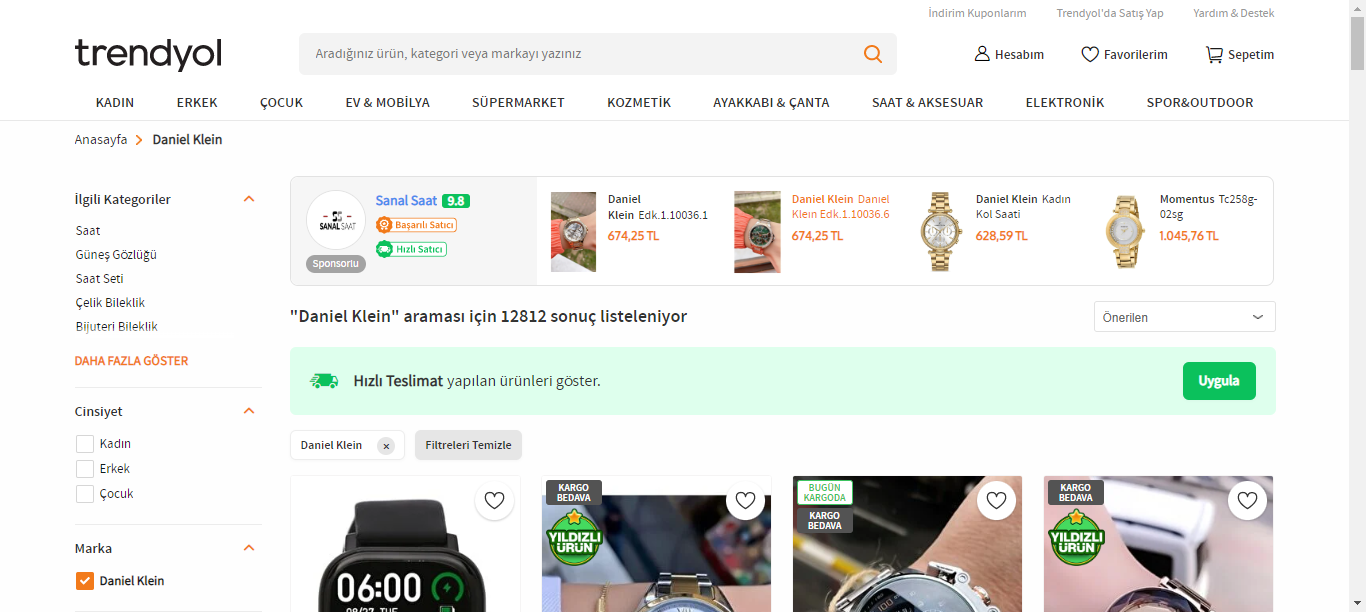 İndirim Kuponlarım Trendyol'da Satış Yap Yardım & Destek
trendyol
Aradığınız ürün, kategori veya markayı yazınız
Hesabım Favorilerim Sepetim
KADIN ERKEK ÇOCUK EV & MOBİLYA SÜPERMARKET KOZMETİK AYAKKABI & ÇANTA SAAT & AKSESUAR ELEKTRONİK SPOR&OUTDOOR
Anasayfa Daniel Klein
İlgili Kategoriler
Saat
Güneş Gözlüğü
Saat Seti
Çelik Bileklik
Bijuteri Bileklik
DAHA FAZLA GÖSTER
Cinsiyet
Kadın
Erkek
Çocuk
Marka
Daniel Klein
SANAL SAAT
Sponsorlu
Sanal Saat 9.8
Başarılı Satıcı
Hızlı Satıcı
Daniel
Klein Edk.1.10036.1
674,25 TL
Daniel Klein Daniel
Klein Edk.1.10036.6
674,25 TL
Daniel Klein Kadın
Kol Saati
628,59 TL
Momentus Tc258g-
02sg
1.045,76 TL
"Daniel Klein" araması için 12812 sonuç listeleniyor
Önerilen
Hızlı Teslimat yapılan ürünleri göster.
Uygula
Daniel Klein x
Filtreleri Temizle
06:00
08/27 TUE
KARGO
BEDAVA
YILDIZLI
ÜRÜN
BUGÜN
KARGODA
KARGO
BEDAVA
KARGO
BEDAVA
YILDIZLI
ÜRÜN